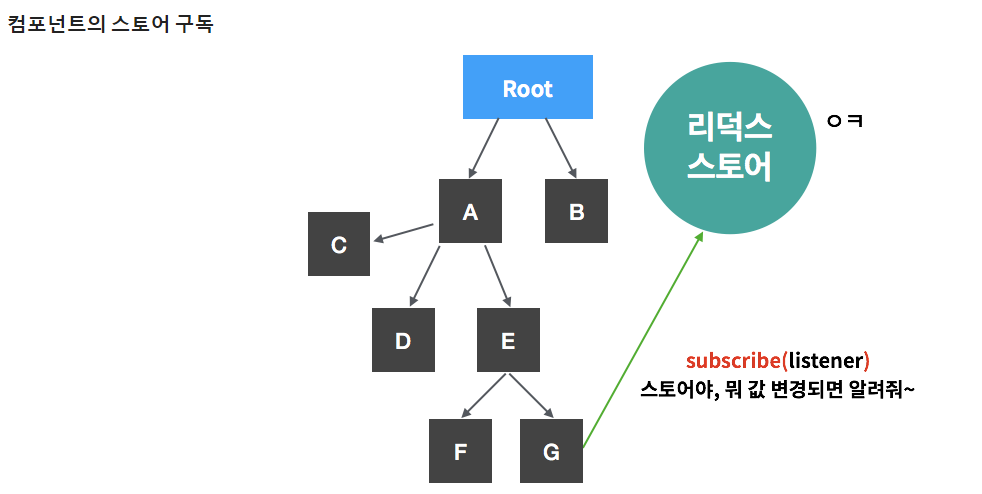 컴포넌트의 스토어 구독
Root
리덕스
스토어
ㅇㅋ
A
B
C
D
E
subscribe(listener)
스토어야, 뭐 값 변경되면 알려줘~
F
G